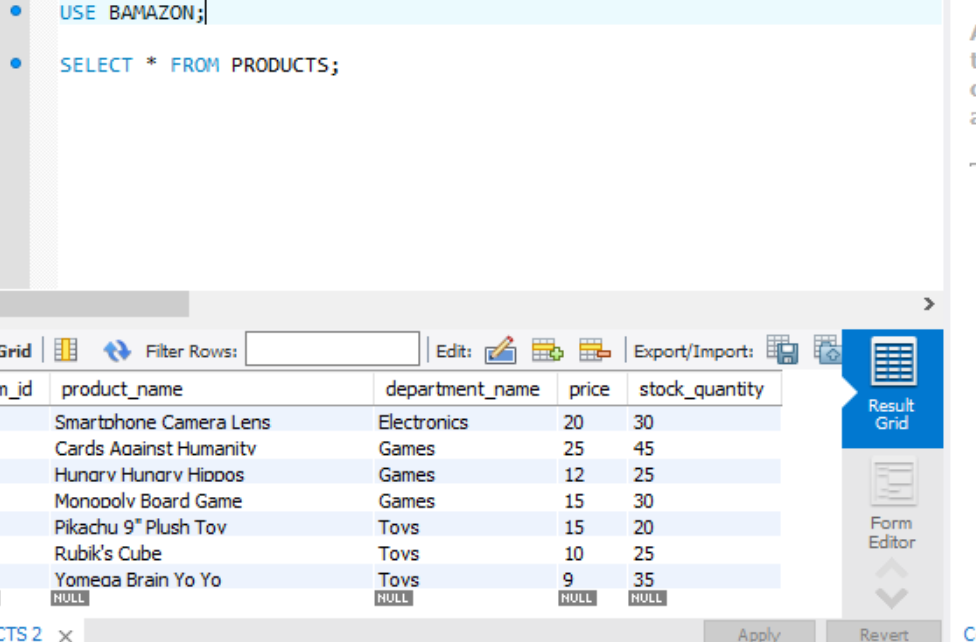 USE BAMAZON;
SELECT * FROM PRODUCTS;
Grid Filter Rows: Edit: Export/Import:
m_id product_name department_name price stock_quantity
Smartphone Camera Lens Electronics 20 30
Cards Against Humanity Games 25 45
Hungry Hungry Hippos Games 12 25
Monopoly Board Game Games 15 30
Pikachu 9" Plush Toy Toys 15 20
Rubik's Cube Toys 10 25
Yomega Brain Yo Yo Toys 9 35
NULL NULL NULL NULL
Result
Grid
Form
Editor
CTS 2 Apply Revert